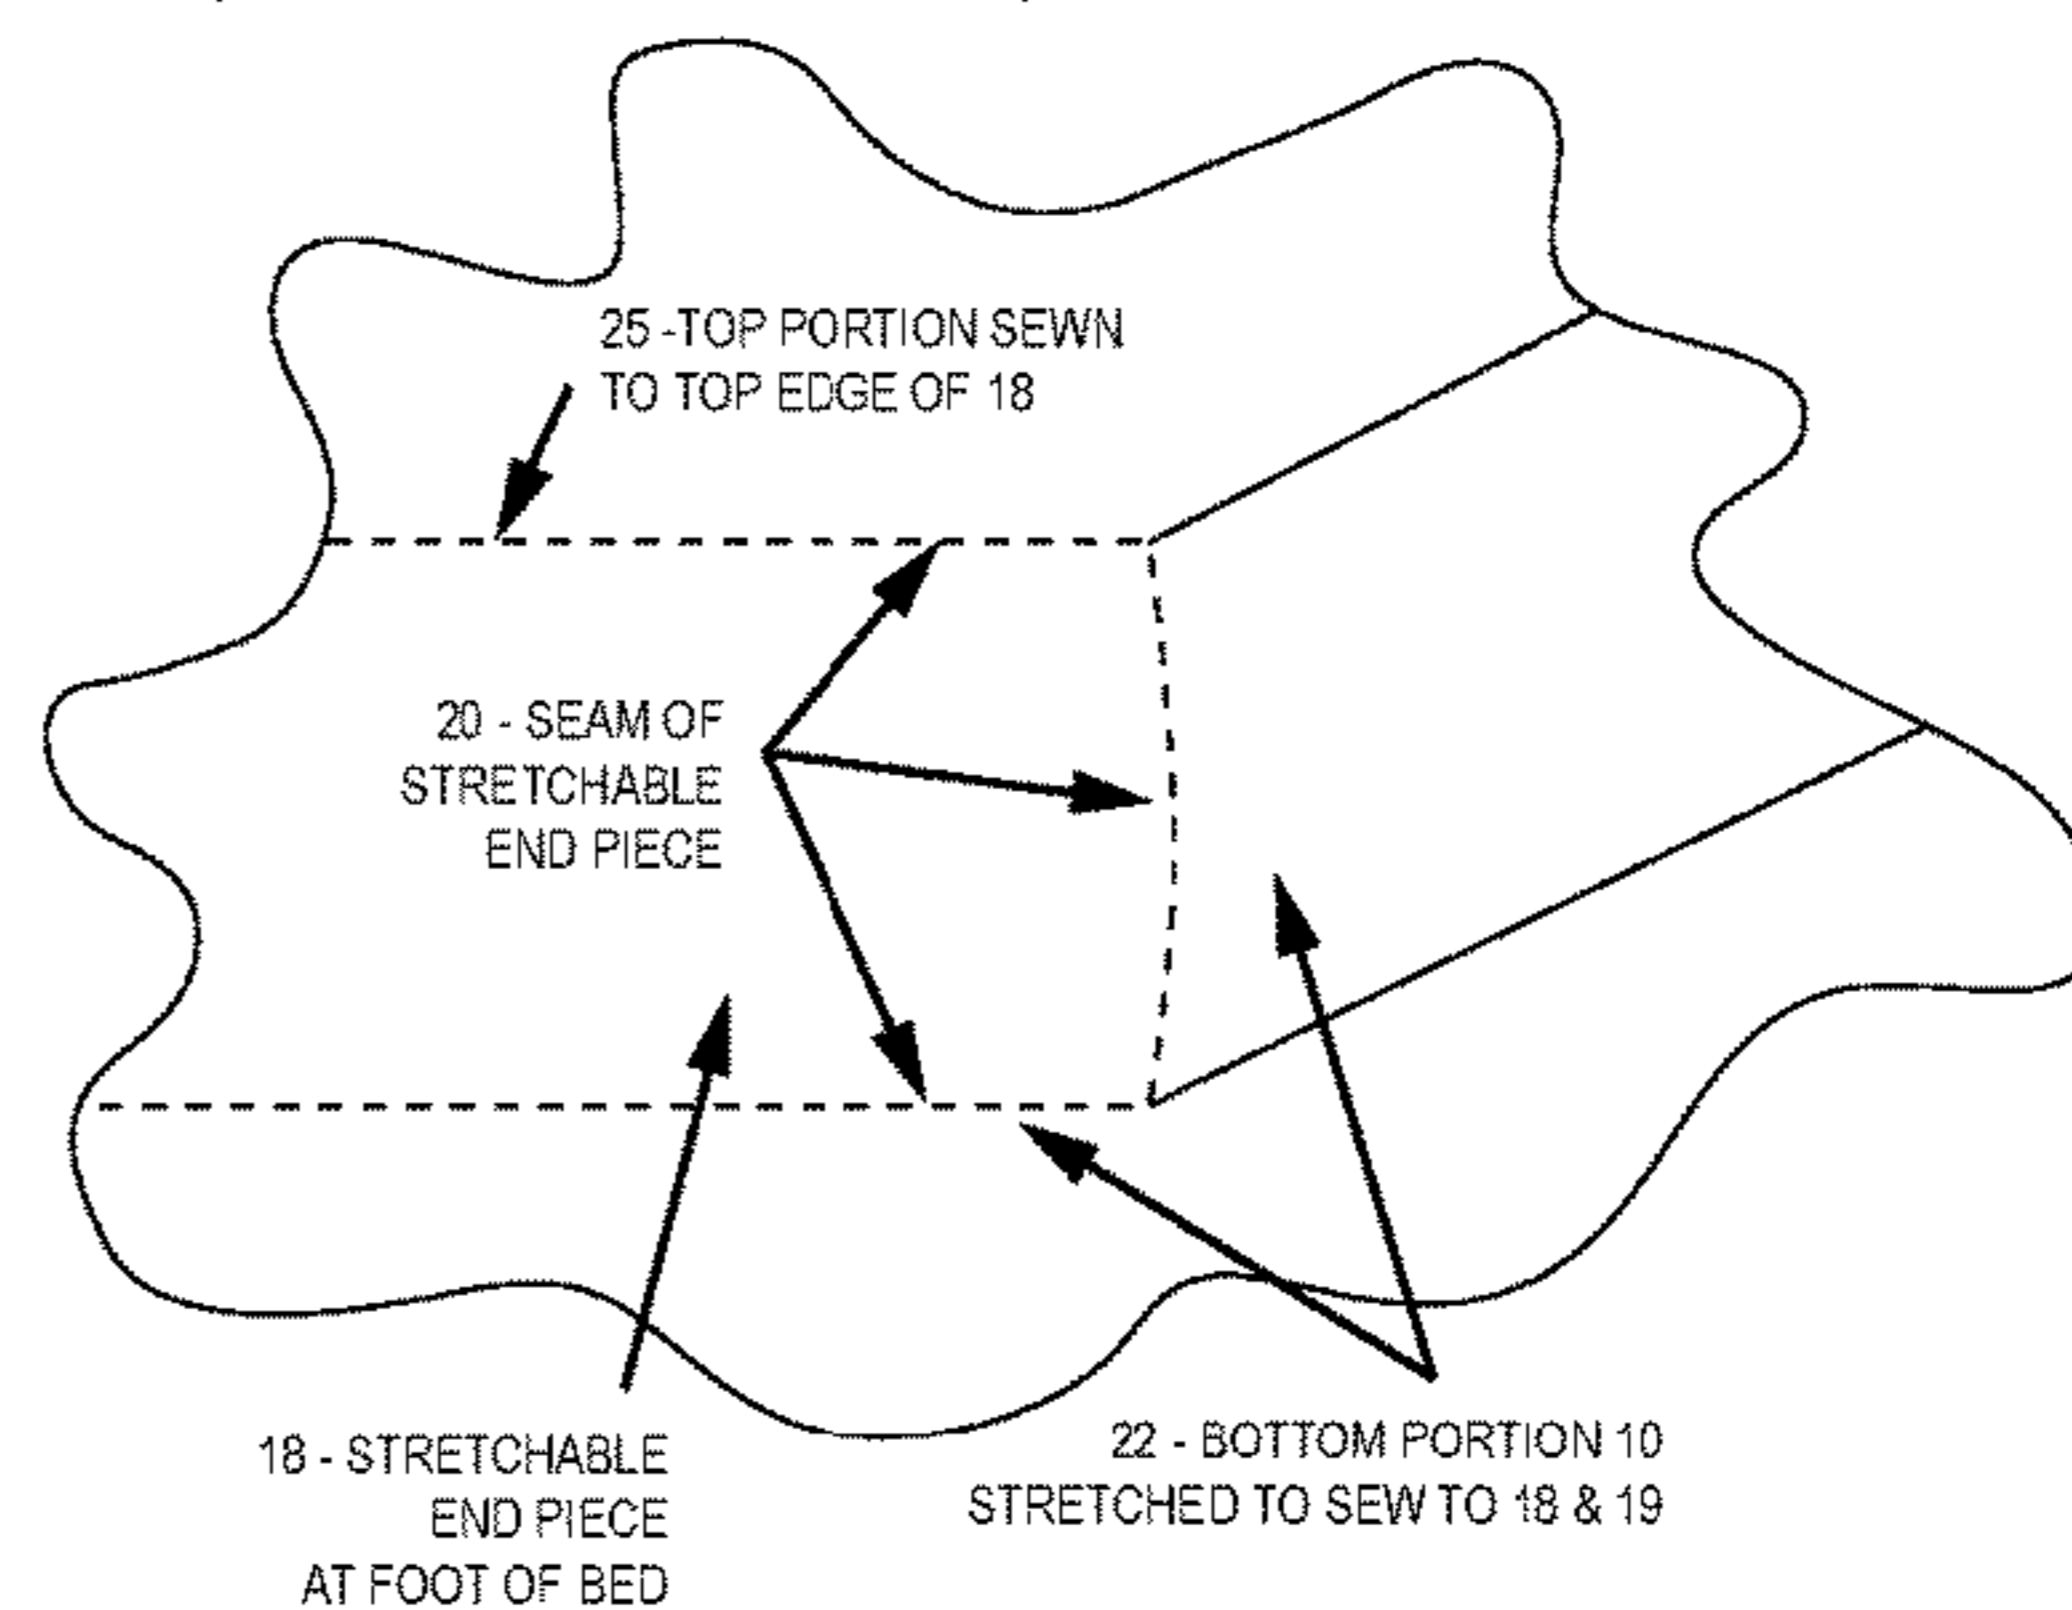 25 -TOP PORTION SEWN
TO TOP EDGE OF 18
20 - SEAM OF
STRETCHABLE
END PIECE
18 - STRETCHABLE
END PIECE
AT FOOT OF BED
22 - BOTTOM PORTION 10
STRETCHED TO SEW TO 18 & 19